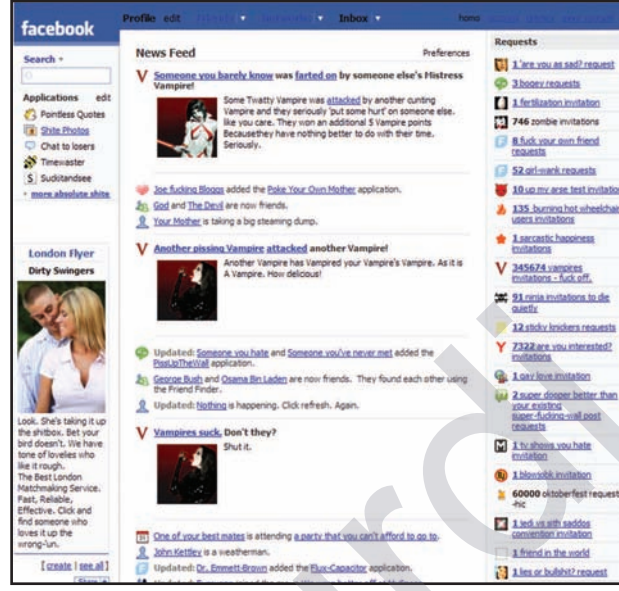 facebook
Profile edit
Inbox
home
Search
Applications edit
Pointless Quotes
Shite Photos
Chat to losers
Timewaster
Suckitandsee
more absolute shite
London Flyer
Dirty Swingers
Look. She's taking it up
the shitbox. Bet your
bird doesn't. We have
tone of lovelies who
like it rough.
The Best London
Matchmaking Service.
Fast, Reliable,
Effective. Click and
find someone who
loves it up the
wrong-'un.
[ create | see all ]
News Feed
Preferences
Someone you barely know was farted on by someone else's Mistress
Vampire!
Some Twatty Vampire was attacked by another cunting
Vampire and they seriously 'put some hurt' on someone else.
like you care. They won an additional 5 Vampire points
Becausethey have nothing better to do with their time.
Seriously.
Joe fucking Bloggs added the Poke Your Own Mother application.
God and The Devil are now friends.
Your Mother is taking a big steaming dump.
Another pissing Vampire attacked another Vampire!
Another Vampire has Vampired your Vampire's Vampire. As it is
A Vampire. How delicious!
Updated: Someone you hate and Someone you've never met added the
PissUpTheWall application.
George Bush and Osama Bin Laden are now friends. They found each other using
the Friend Finder.
Updated: Nothing is happening. Click refresh. Again.
Vampires suck. Don't they?
Shut it.
One of your best mates is attending a party that you can't afford to go to.
John Kettley is a weatherman.
Updated: Dr. Emmett-Brown added the Flux-Capacitor application.
Requests
1 'are you as sad? request
3 boogy requests
1 fertilization invitation
746 zombie invitations
8 fuck your own friend
requests
52 girl-wank requests
10 up my arse test invitation
135 burning hot wheelchair
users invitations
1 sarcastic happiness
invitations
345674 vampires
invitations - fuck off.
91 ninja invitations to die
quietly
12 sticky knickers requests
7322 are you interested?
invitations
1 gay love invitation
2 super dooper better than
your existing
super-fucking-wall post
requests
1 tv shows you hate
invitation
1 blowjobk invitation
60000 oktoberfest request
-hic
1 jedi vs sith saddos
convention invitation
1 friend in the world
1 lies or bullshit? request